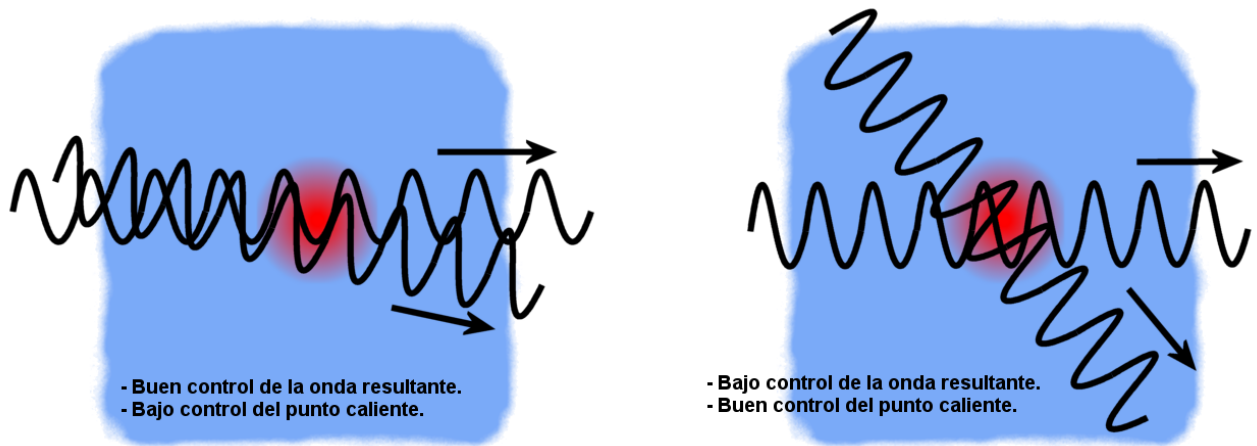 - Buen control de la onda resultante.
- Bajo control del punto caliente.
- Bajo control de la onda resultante.
- Buen control del punto caliente.